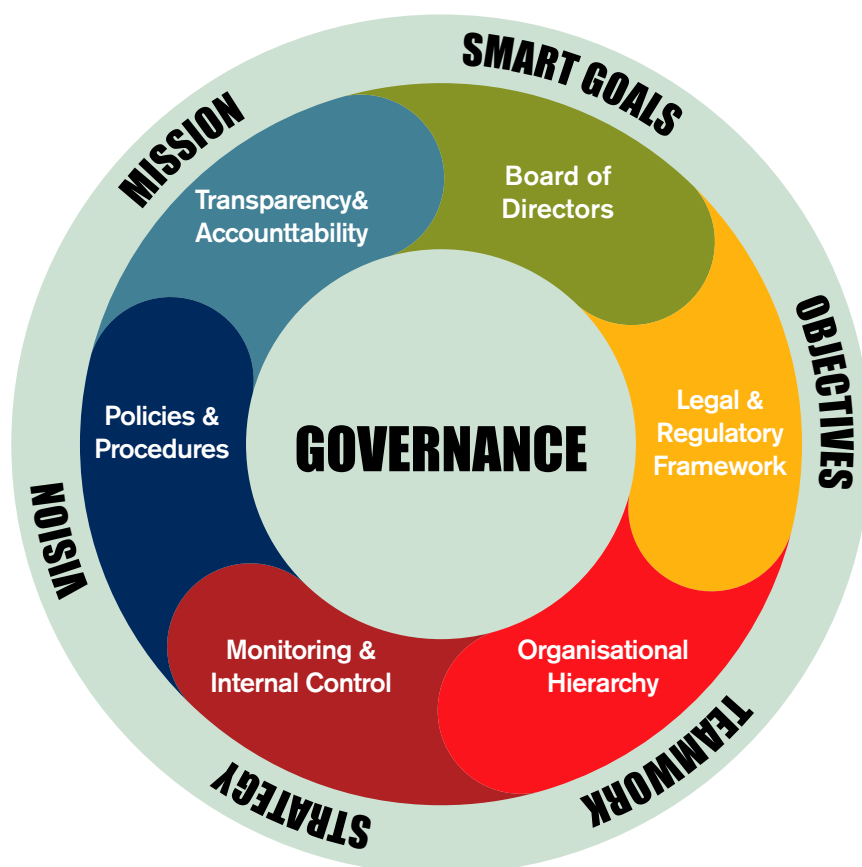 SMART GOALS
MISSION
Transparency&
Accounttability
Board of
Directors
OBJECTIVES
Policies &
Procedures
GOVERNANCE
Legal &
Regulatory
Framework
VISION
Monitoring &
Internal Control
Organisational
Hierarchy
STRATEGY
TEAMWORK